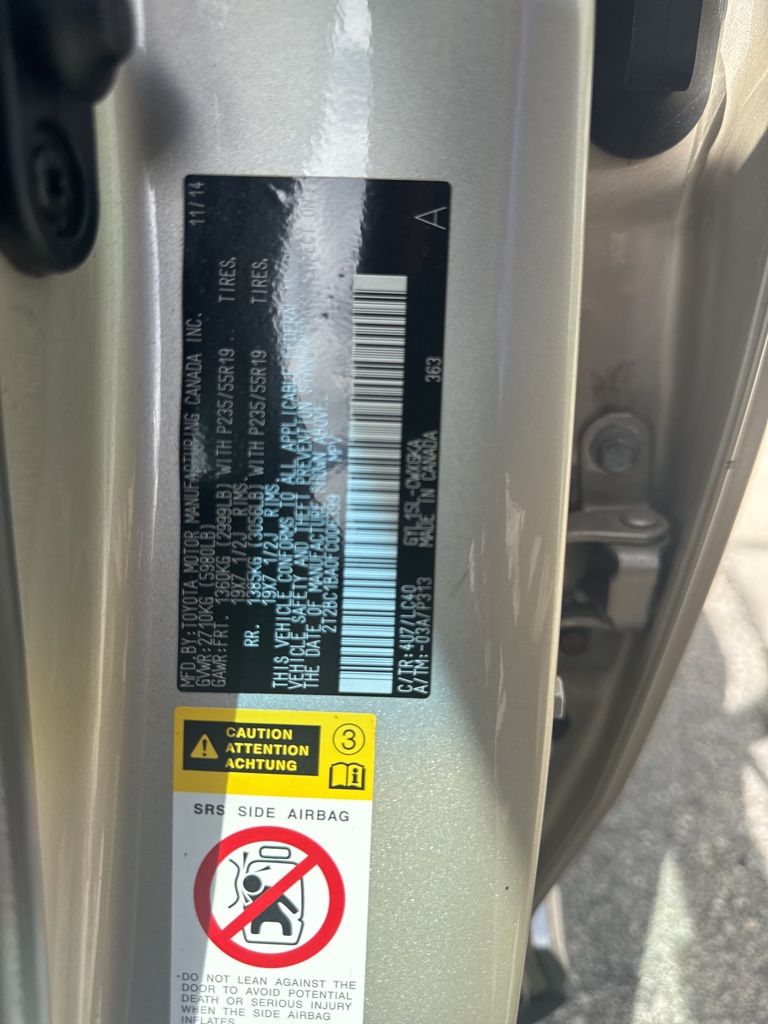 MFD.BY:TOYOTA MOTOR MANUFACTURING CANADA INC. 11/14
GVWR:2710KG (5980LB)
GAWR:FRT. 1360KG (2999LB) WITH P235/55R19 TIRES,
19X7 1/2J RIMS,
RR. 1385KG (3056LB) WITH P235/55R19 TIRES,
19X7 1/2J RIMS,
THIS VEHICLE CONFORMS TO ALL APPLICABLE
VEHICLE SAFETY AND THEFT PREVENTION
THE DATE OF MANUFACTURE SHOWN ABOVE.
MPV
C/TR:4U7/LC40
A/TM:-03A/P313 MADE IN CANADA 363
A
CAUTION
ATTENTION
ACHTUNG
3
SRS SIDE AIRBAG
-DO NOT LEAN AGAINST THE
DOOR TO AVOID POTENTIAL
DEATH OR SERIOUS INJURY
WHEN THE SIDE AIRBAG
INFLATES.